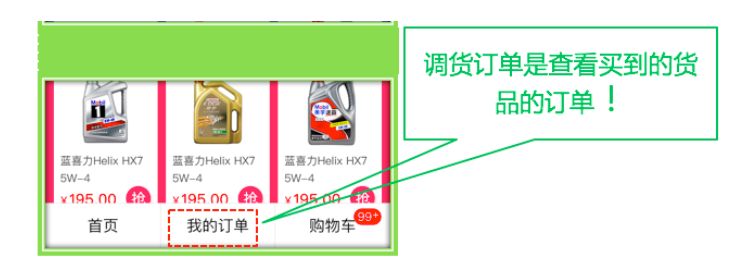 调货订单是查看买到的货
品的订单！
Mobil
1
Mobil
美孚速霸
蓝喜力Helix HX7
5W-4
¥195.00 抢
蓝喜力Helix HX7
5W-4
¥195.00 抢
蓝喜力Helix HX7
5W-4
¥195.00 抢
首页
我的订单
购物车
99+